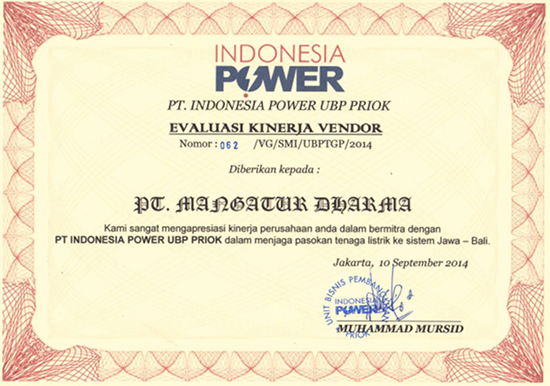 INDONESIA
POWER
PT. INDONESIA POWER UBP PRIOK
EVALUASI KINERJA VENDOR
Nomor : 062 /VG/SMI/UBPTGP/2014
Diberikan kepada :
PT. MANGATUR DHARMA
Kami sangat mengapresiasi kinerja perusahaan anda dalam bermitra dengan
PT INDONESIA POWER UBP PRIOK dalam menjaga pasokan tenaga listrik ke sistem Jawa – Bali.
Jakarta, 10 September 2014
UNIT BISNIS PEMBANGKITAN
INDONESIA
POWER
PRIOK
MUHAMMAD MURSID